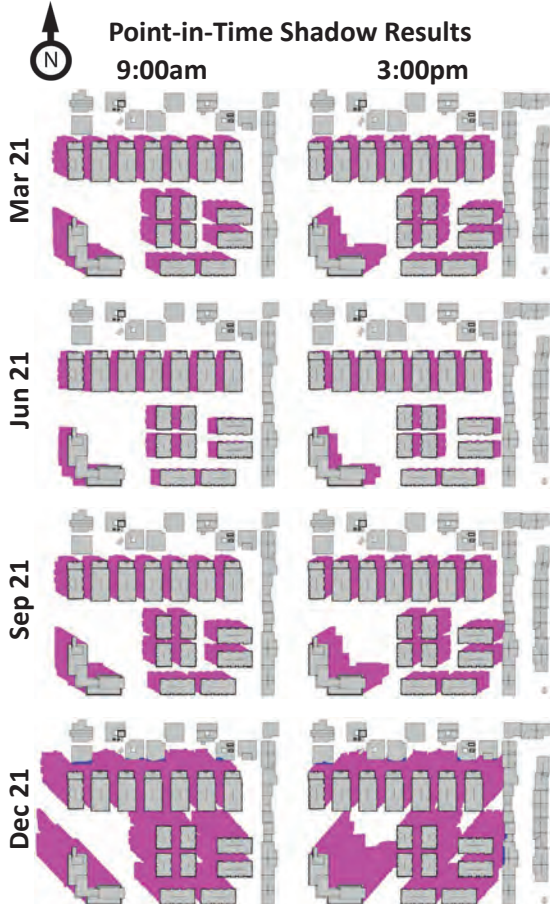 Point-in-Time Shadow Results
N
9:00am 3:00pm
Mar 21
Jun 21
Sep 21
Dec 21